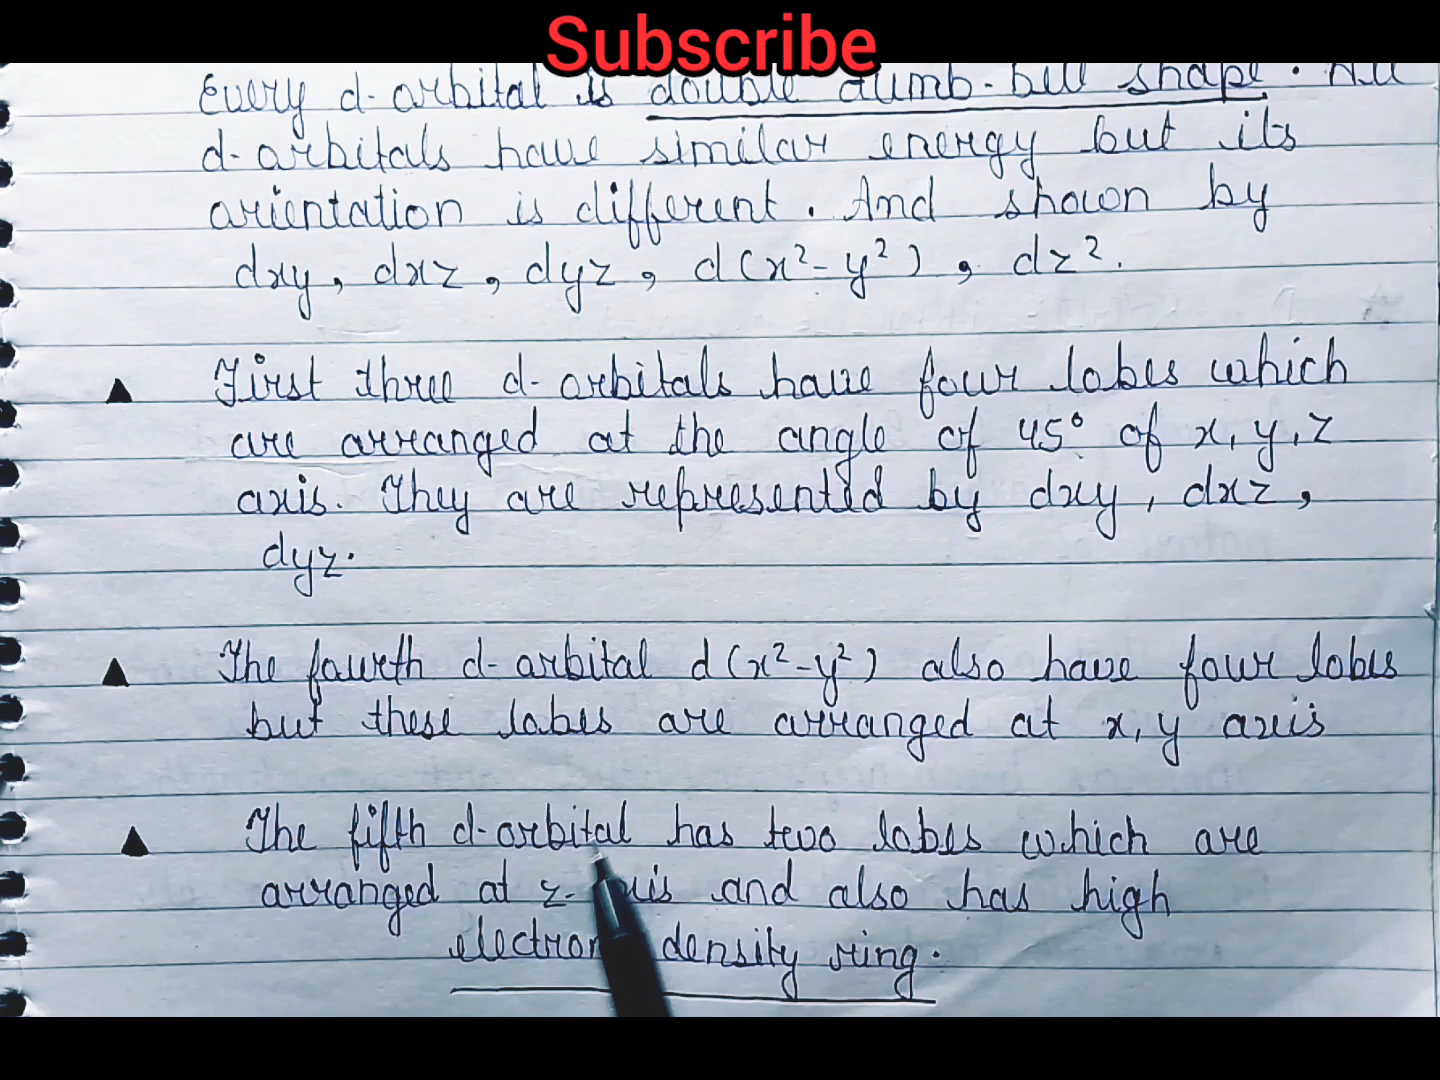 Subscribe
Every d-orbital is double dumb-bell shape. All
d-orbitals have similar energy but its
orientation is different. And shown by
dxy, dxz, dyz, d(x²-y²), dz².
▲ First three d-orbitals have four lobes which
are arranged at the angle of 45° of x, y, z
axis. They are represented by dxy, dxz,
dyz.
▲ The fourth d-orbital d(x²-y²) also have four lobes
but these lobes are arranged at x, y axis
▲ The fifth d-orbital has two lobes which are
arranged at z-axis and also has high
electron density ring.